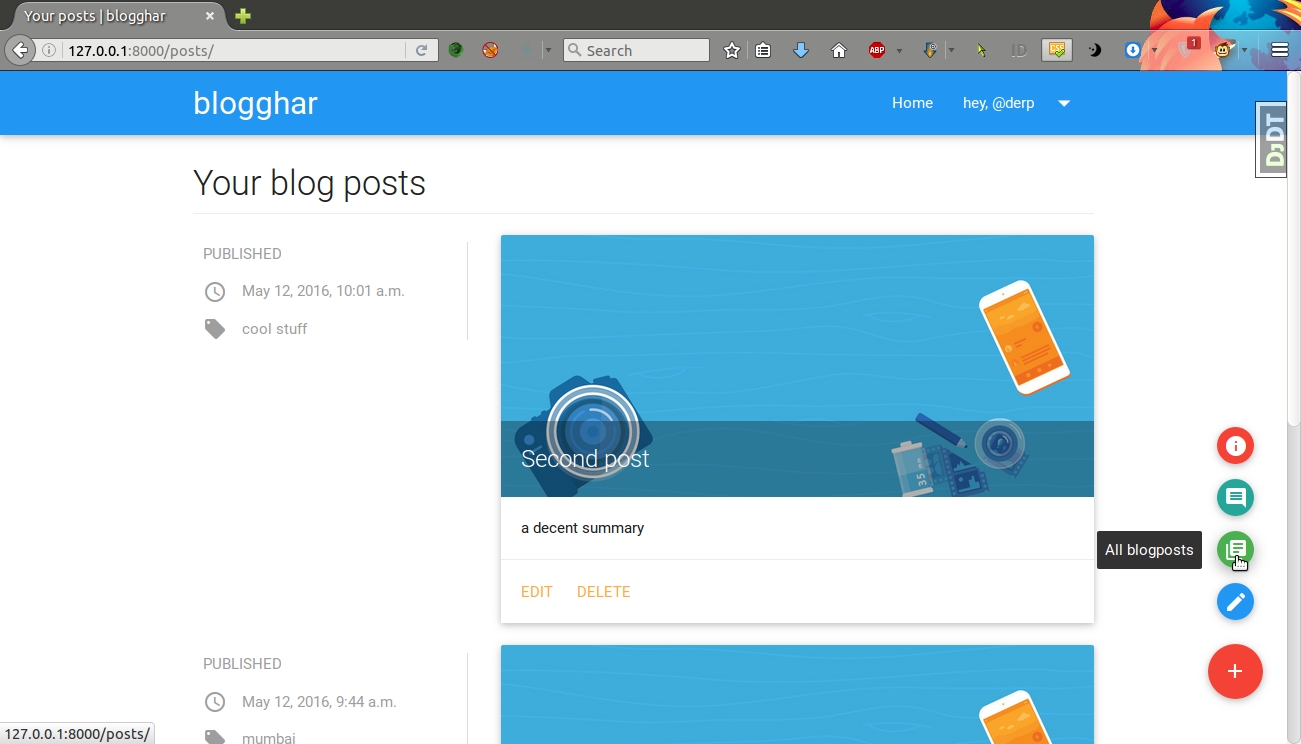 Your posts | blogghar
127.0.0.1:8000/posts/
Search
ABP
ID
1
blogghar
Home
hey, @derp
DJDT
Your blog posts
PUBLISHED
May 12, 2016, 10:01 a.m.
cool stuff
35
Second post
a decent summary
All blogposts
EDIT DELETE
PUBLISHED
May 12, 2016, 9:44 a.m.
mumbai
127.0.0.1:8000/posts/